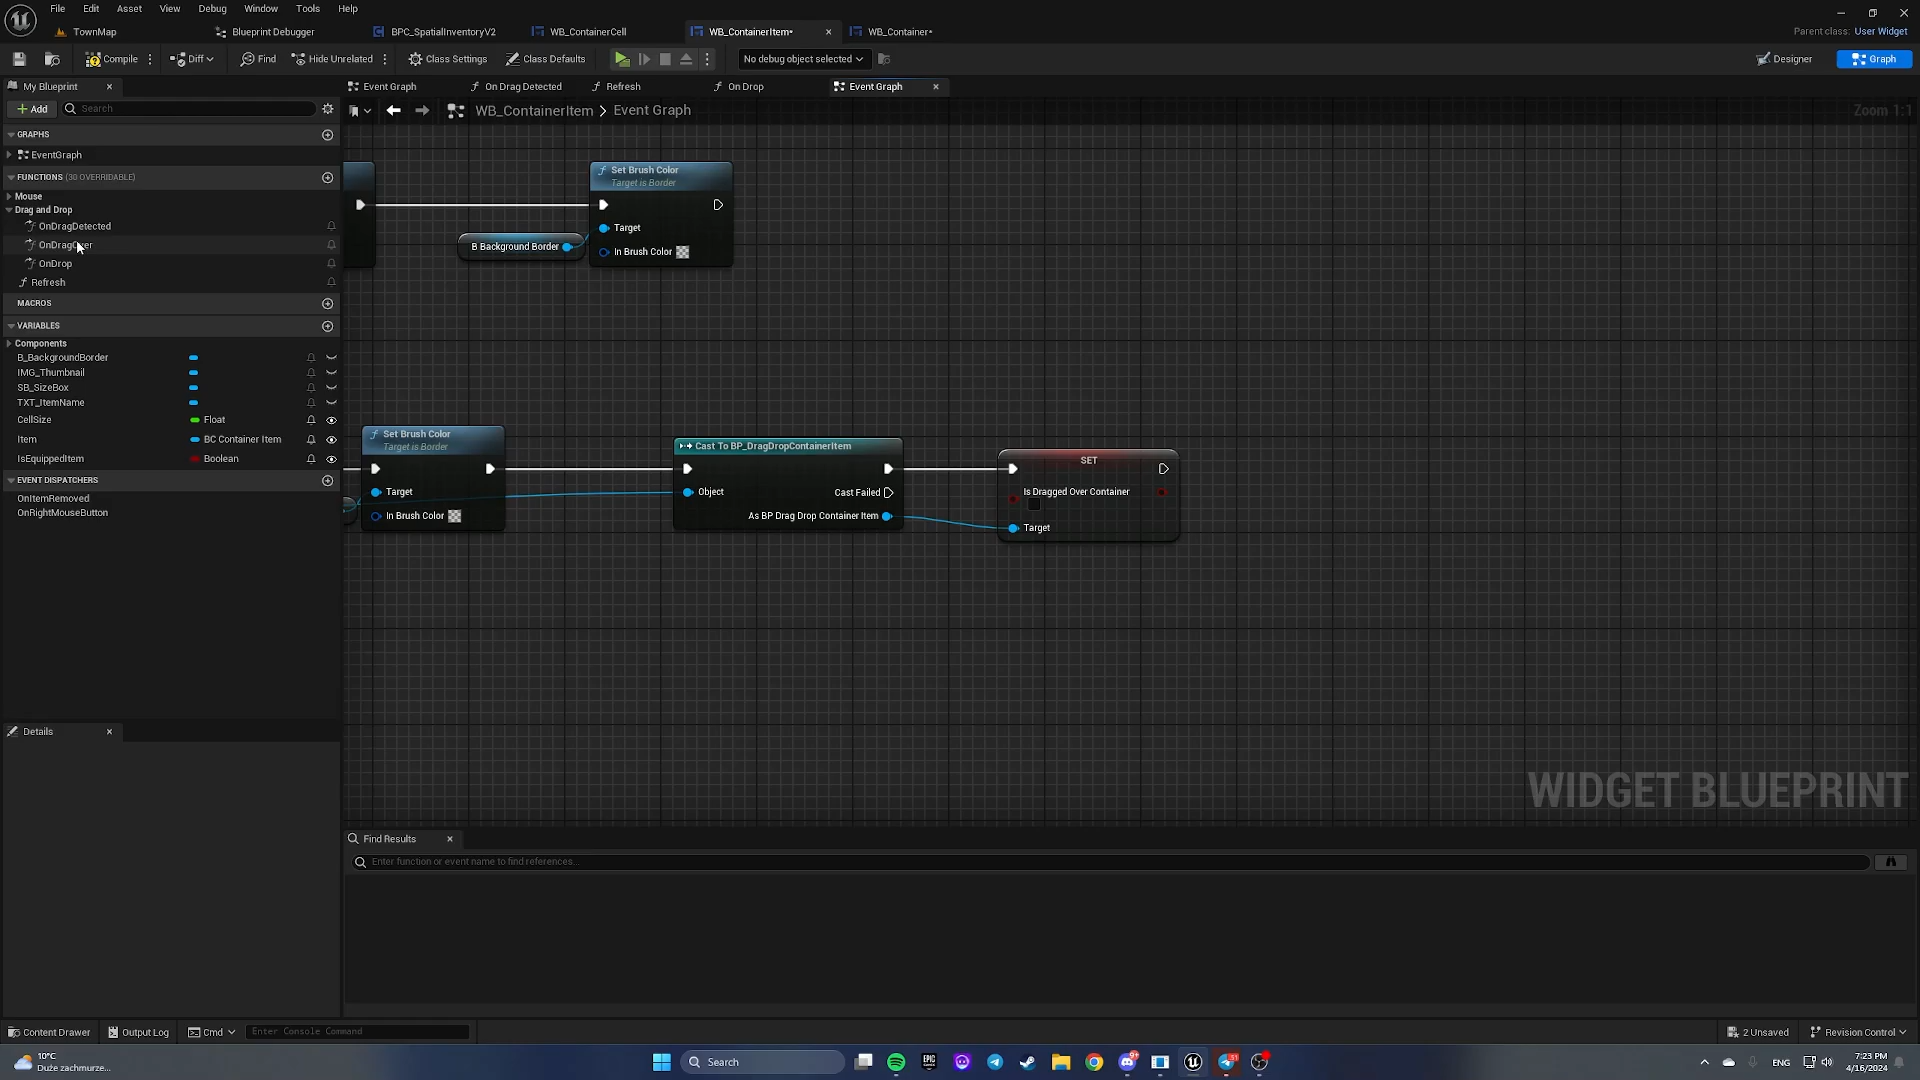 File Edit Asset View Debug Window Tools Help
TownMap Blueprint Debugger BPC_SpatialInventoryV2 WB_ContainerCell WB_ContainerItem• × WB_Container•
Parent class: User Widget
Compile Diff Find Hide Unrelated Class Settings Class Defaults No debug object selected Designer Graph
My Blueprint × Event Graph On Drag Detected Refresh On Drop Event Graph ×
+ Add Search
WB_ContainerItem > Event Graph Zoom 1:1
GRAPHS
EventGraph
FUNCTIONS (30 OVERRIDABLE)
Mouse
Drag and Drop
OnDragDetected
OnDragOver
OnDrop
Refresh
MACROS
VARIABLES
Components
B_BackgroundBorder
IMG_Thumbnail
SB_SizeBox
TXT_ItemName
CellSize Float
Item BC Container Item
IsEquippedItem Boolean
EVENT DISPATCHERS
OnItemRemoved
OnRightMouseButton
Details ×
Set Brush Color
Target is Border
Target
B Background Border
In Brush Color
Set Brush Color
Target is Border
Target
In Brush Color
Cast To BP_DragDropContainerItem
Object
Cast Failed
As BP Drag Drop Container Item
SET
Is Dragged Over Container
Target
WIDGET BLUEPRINT
Find Results ×
Enter function or event name to find references...
Content Drawer Output Log Cmd Enter Console Command 2 Unsaved Revision Control
10°C
Duże zachmurze...
Search
ENG
7:23 PM
4/16/2024